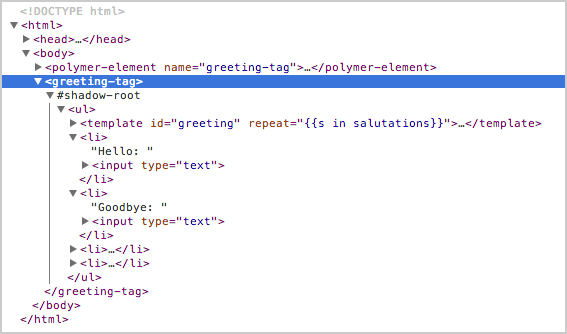 <!DOCTYPE html>
<html>
<head>…</head>
<body>
<polymer-element name="greeting-tag">…</polymer-element>
<greeting-tag>
#shadow-root
<ul>
<template id="greeting" repeat="{{s in salutations}}">…</template>
<li>
"Hello: "
<input type="text">
</li>
<li>
"Goodbye: "
<input type="text">
</li>
<li>…</li>
<li>…</li>
</ul>
</greeting-tag>
</body>
</html>